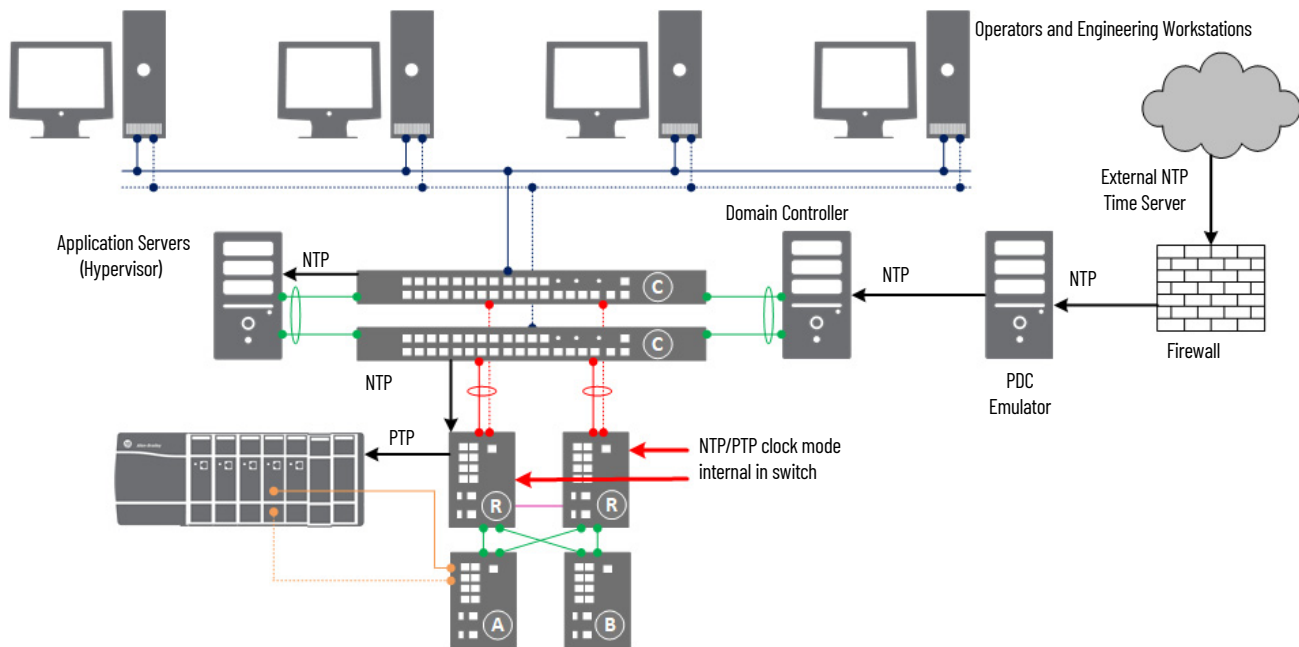 Operators and Engineering Workstations
External NTP
Time Server
Domain Controller
Application Servers
(Hypervisor)
NTP
NTP
NTP
C
C
Firewall
NTP
PDC
Emulator
PTP
NTP/PTP clock mode
internal in switch
R
R
A
B